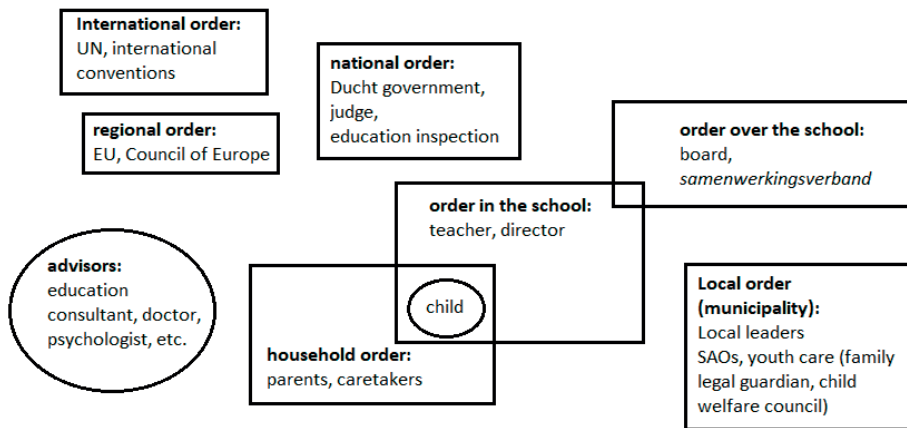 International order:
UN, international
conventions
national order:
Ducht government,
judge,
education inspection
regional order:
EU, Council of Europe
order over the school:
board,
samenwerkingsverband
order in the school:
teacher, director
advisors:
education
consultant, doctor,
psychologist, etc.
child
household order:
parents, caretakers
Local order
(municipality):
Local leaders
SAOs, youth care (family
legal guardian, child
welfare council)